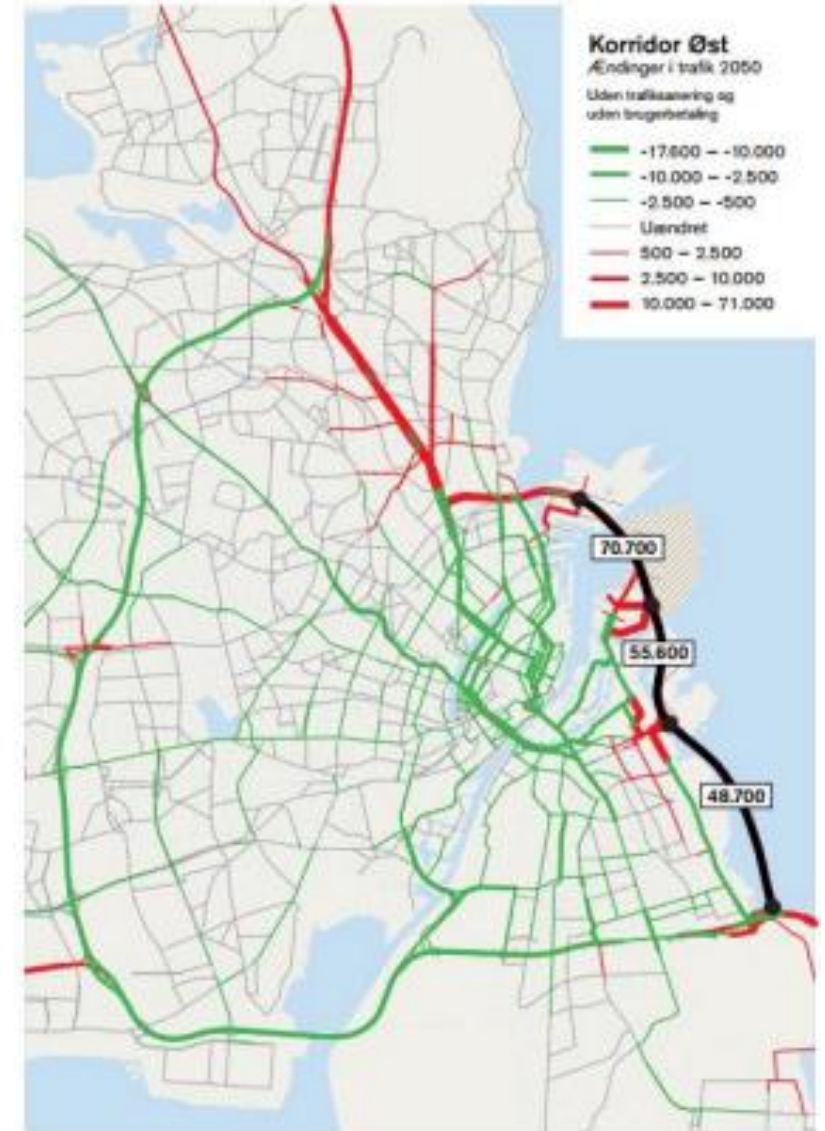 Korridor Øst
Ændinger i trafik 2050
Uden trafiksanering og
uden brugerbetaling
-17.600 – -10.000
-10.000 – -2.500
-2.500 – -500
Uændret
500 – 2.500
2.500 – 10.000
10.000 – 71.000
70.700
55.600
48.700